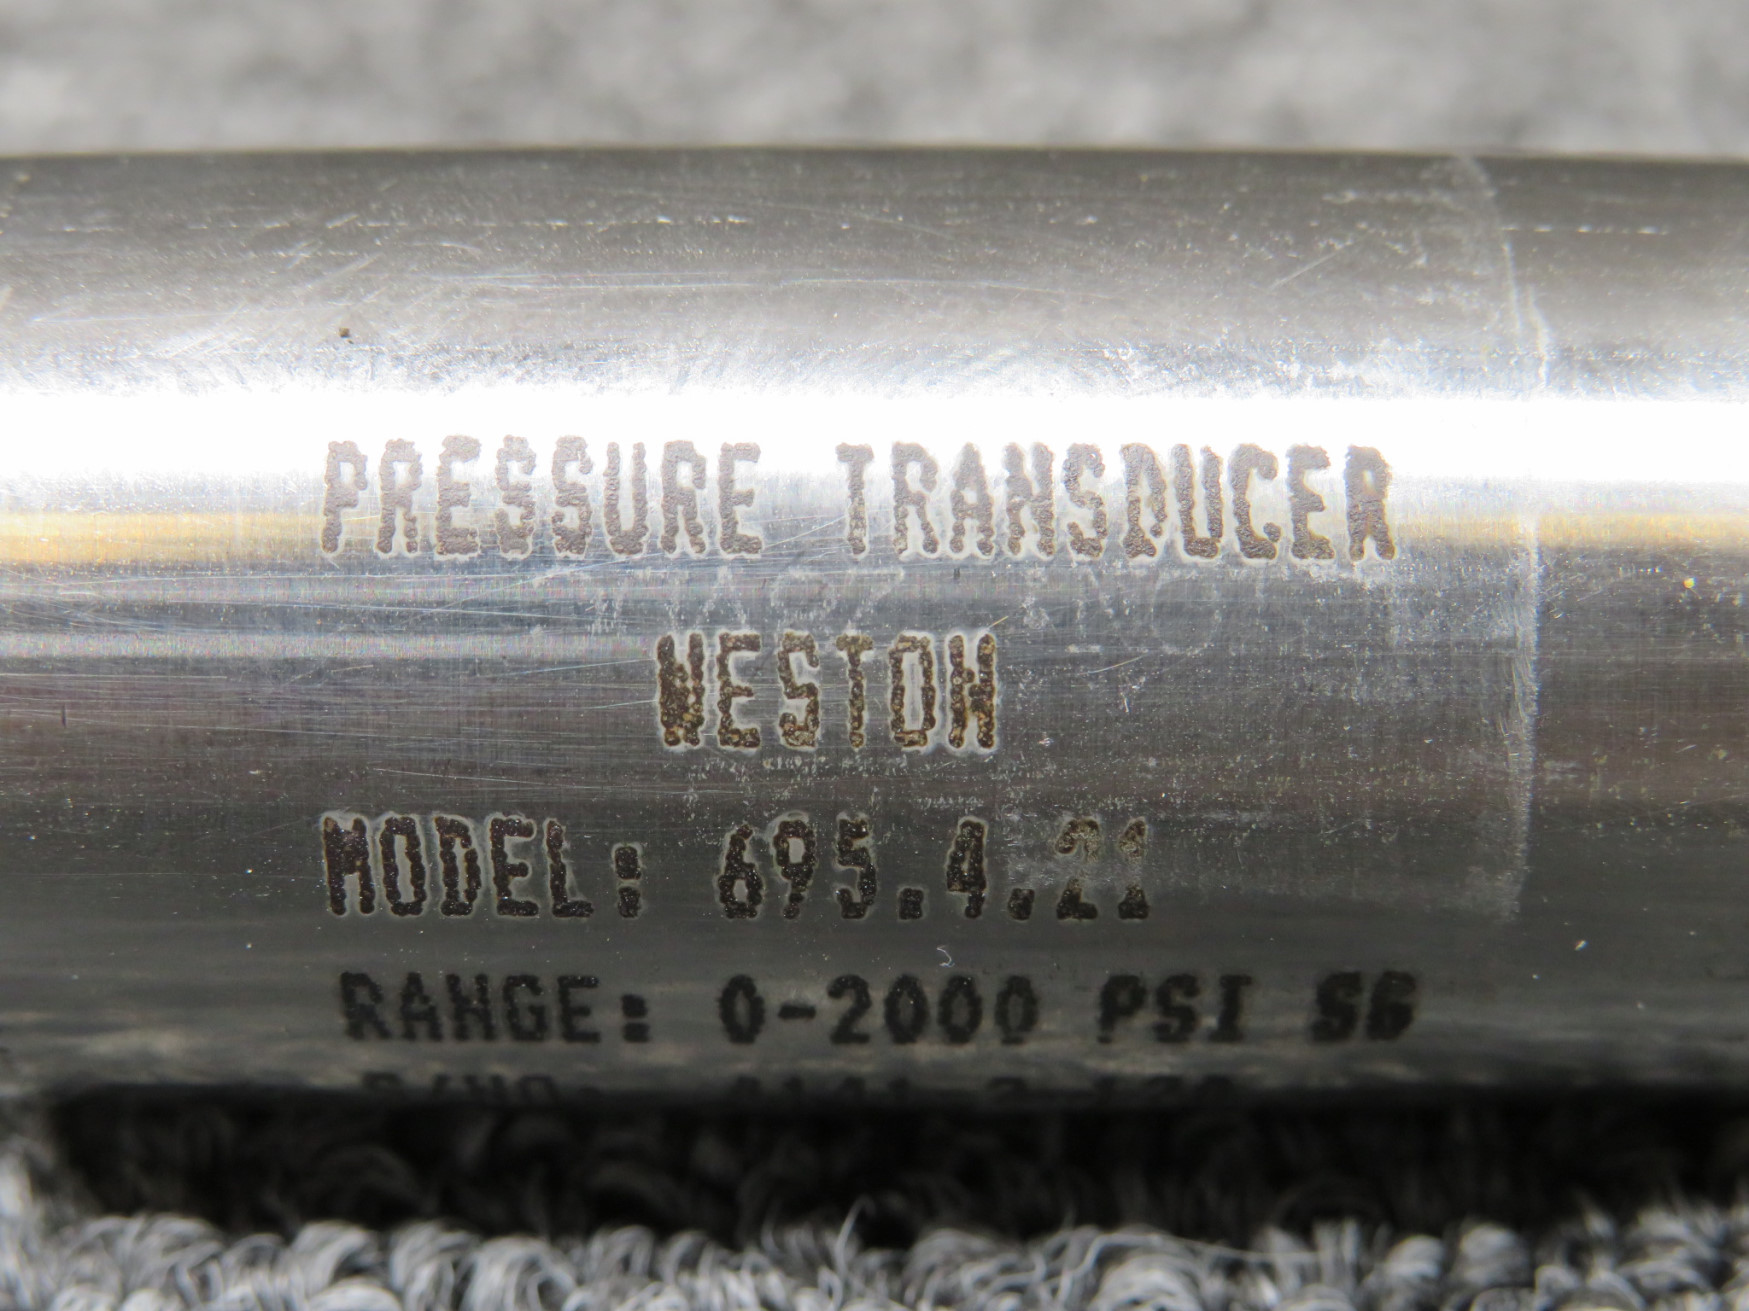 PRESSURE TRANSDUCER
WESTON
MODEL: 695.4.21
RANGE: 0-2000 PSI SG